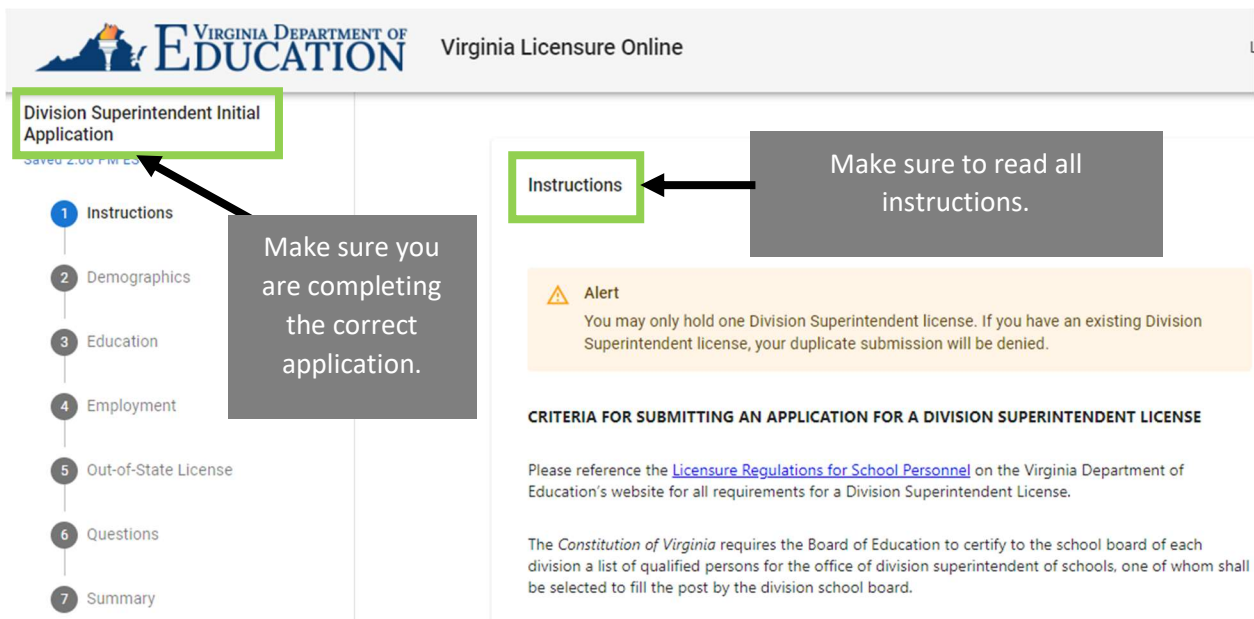 VIRGINIA DEPARTMENT OF
EDUCATION
Virginia Licensure Online
Division Superintendent Initial
Application
Saved 2:06 PM
1 Instructions
2 Demographics
3 Education
4 Employment
5 Out-of-State License
6 Questions
7 Summary
Make sure you
are completing
the correct
application.
Instructions
Make sure to read all
instructions.
Alert
You may only hold one Division Superintendent license. If you have an existing Division
Superintendent license, your duplicate submission will be denied.
CRITERIA FOR SUBMITTING AN APPLICATION FOR A DIVISION SUPERINTENDENT LICENSE
Please reference the Licensure Regulations for School Personnel on the Virginia Department of
Education's website for all requirements for a Division Superintendent License.
The Constitution of Virginia requires the Board of Education to certify to the school board of each
division a list of qualified persons for the office of division superintendent of schools, one of whom shall
be selected to fill the post by the division school board.